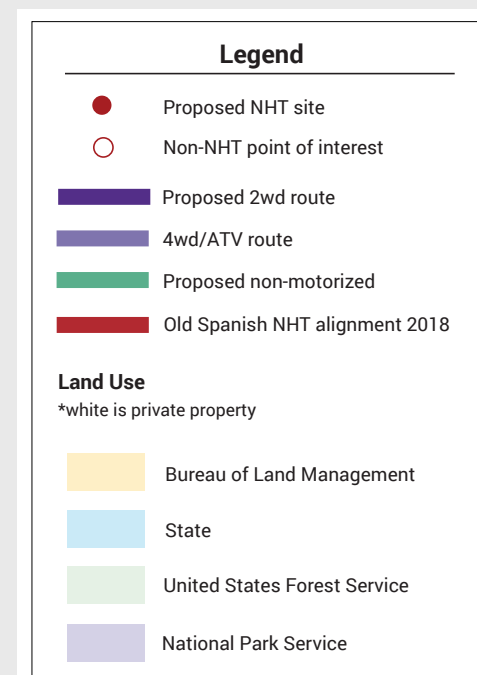 Legend
Proposed NHT site
Non-NHT point of interest
Proposed 2wd route
4wd/ATV route
Proposed non-motorized
Old Spanish NHT alignment 2018
Land Use
*white is private property
Bureau of Land Management
State
United States Forest Service
National Park Service